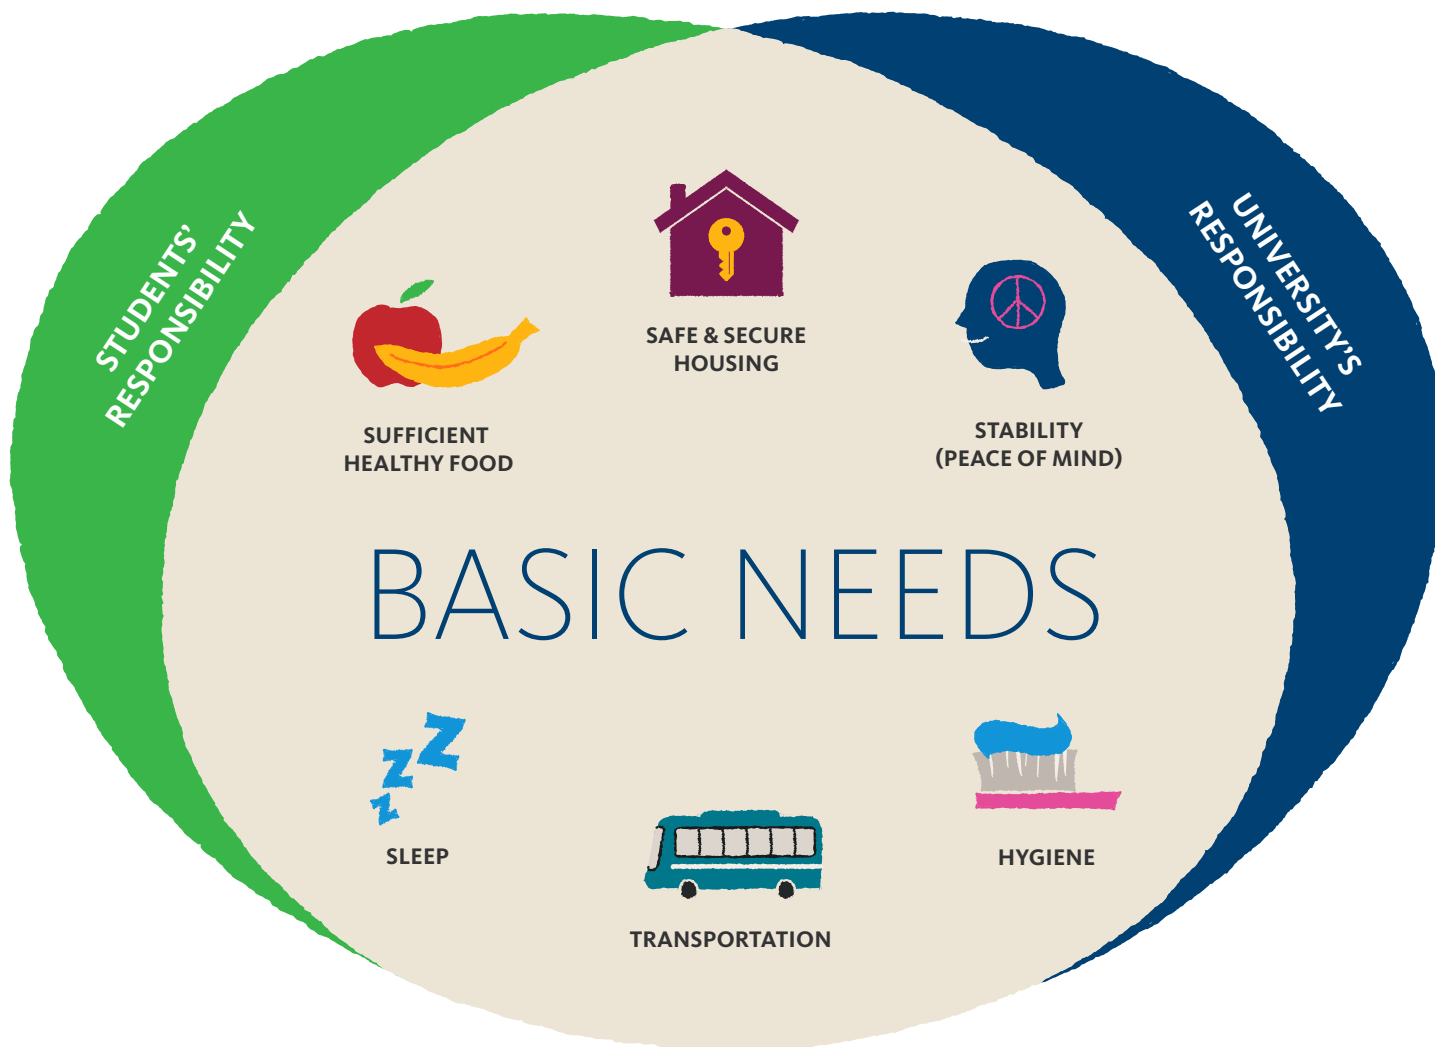 STUDENTS'
RESPONSIBILITY
UNIVERSITY'S
RESPONSIBILITY
SAFE & SECURE
HOUSING
SUFFICIENT
HEALTHY FOOD
STABILITY
(PEACE OF MIND)
BASIC NEEDS
Z
Z
Z
SLEEP
HYGIENE
TRANSPORTATION